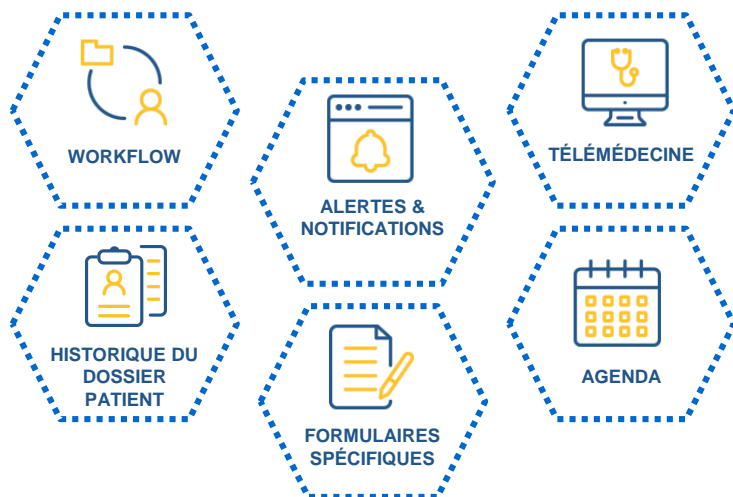 WORKFLOW
ALERTES &
NOTIFICATIONS
TÉLÉMÉDECINE
HISTORIQUE DU
DOSSIER
PATIENT
FORMULAIRES
SPÉCIFIQUES
AGENDA